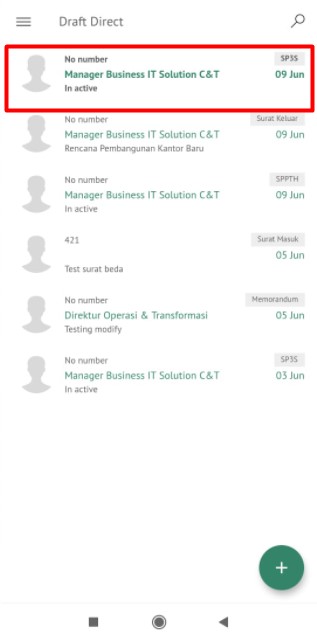 Draft Direct
No number SP3S
Manager Business IT Solution C&T 09 Jun
In active
No number Surat Keluar
Manager Business IT Solution C&T 09 Jun
Rencana Pembangunan Kantor Baru
No number SPPTH
Manager Business IT Solution C&T 09 Jun
In active
421 Surat Masuk
05 Jun
Test surat beda
No number Memorandum
Direktur Operasi & Transformasi 05 Jun
Testing modify
No number SP3S
Manager Business IT Solution C&T 03 Jun
In active